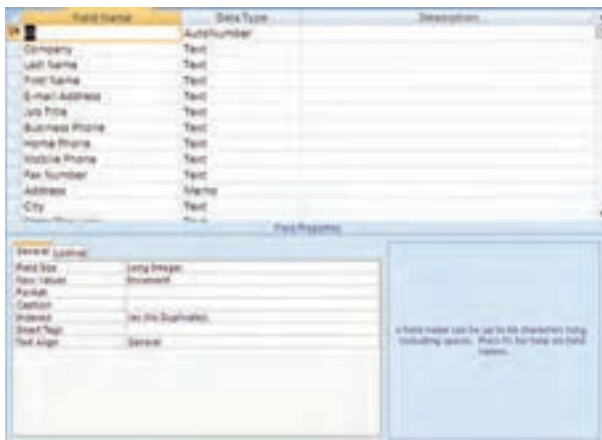 Field Name Data Type Description
ID AutoNumber
Company Text
Last Name Text
First Name Text
E-mail Address Text
Job Title Text
Business Phone Text
Home Phone Text
Mobile Phone Text
Fax Number Text
Address Memo
City Text
Field Properties
General Lookup
Field Size Long Integer
New Values Increment
Format
Caption
Indexed Yes (No Duplicates)
Smart Tags
Text Align General
A field name can be up to 64 characters long,
including spaces. Press F1 for help on field
names.